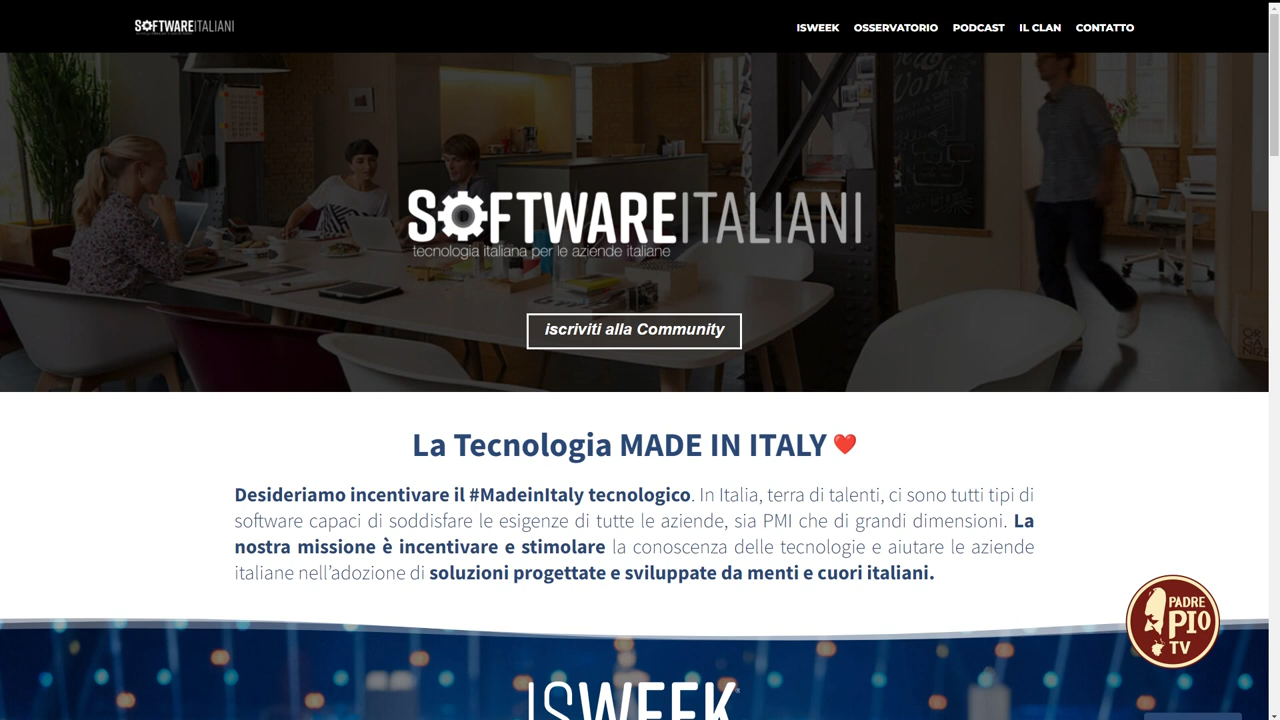 SOFTWAREITALIANI
ISWEEK OSSERVATORIO PODCAST IL CLAN CONTATTO
SOFTWAREITALIANI
tecnologia italiana per le aziende italiane
iscriviti alla Community
La Tecnologia MADE IN ITALY ❤️
Desideriamo incentivare il #MadeinItaly tecnologico. In Italia, terra di talenti, ci sono tutti tipi di
software capaci di soddisfare le esigenze di tutte le aziende, sia PMI che di grandi dimensioni. La
nostra missione è incentivare e stimolare la conoscenza delle tecnologie e aiutare le aziende
italiane nell’adozione di soluzioni progettate e sviluppate da menti e cuori italiani.
PADRE
PIO
TV
ISWEEK